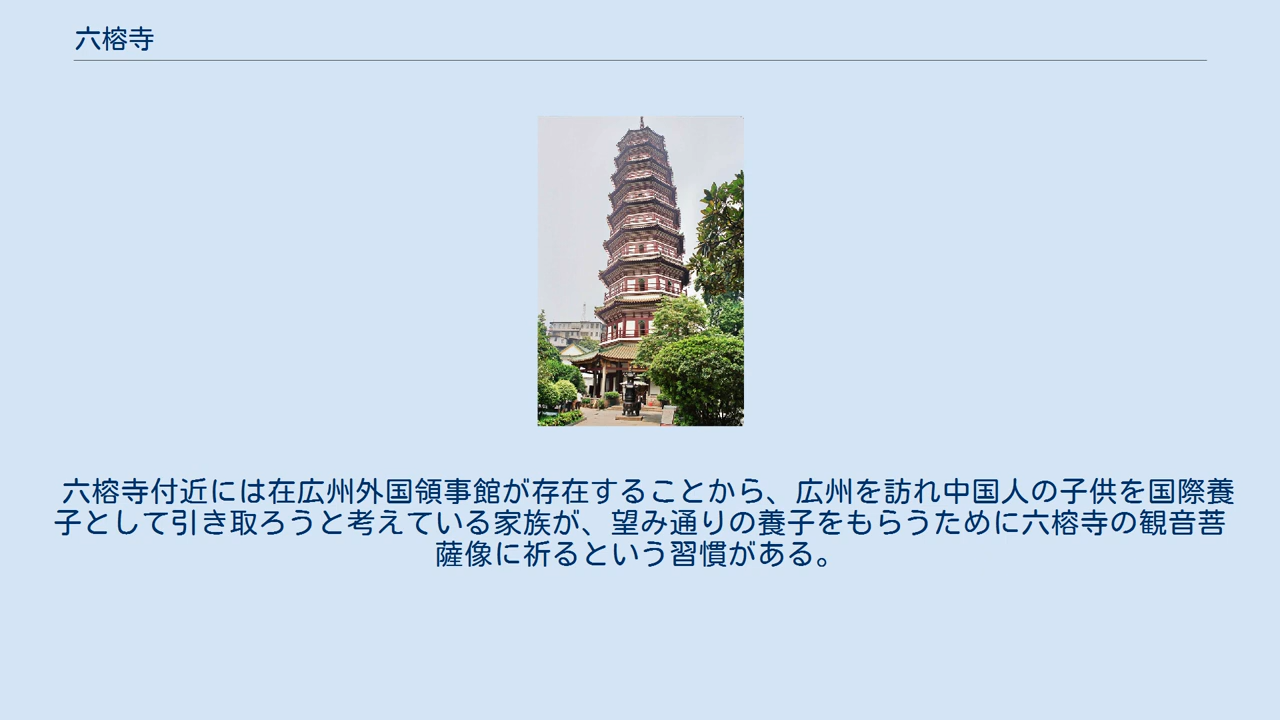 六榕寺
六榕寺付近には在広州外国領事館が存在することから、広州を訪れ中国人の子供を国際養
子として引き取ろうと考えている家族が、望み通りの養子をもらうために六榕寺の観音菩
薩像に祈るという習慣がある。